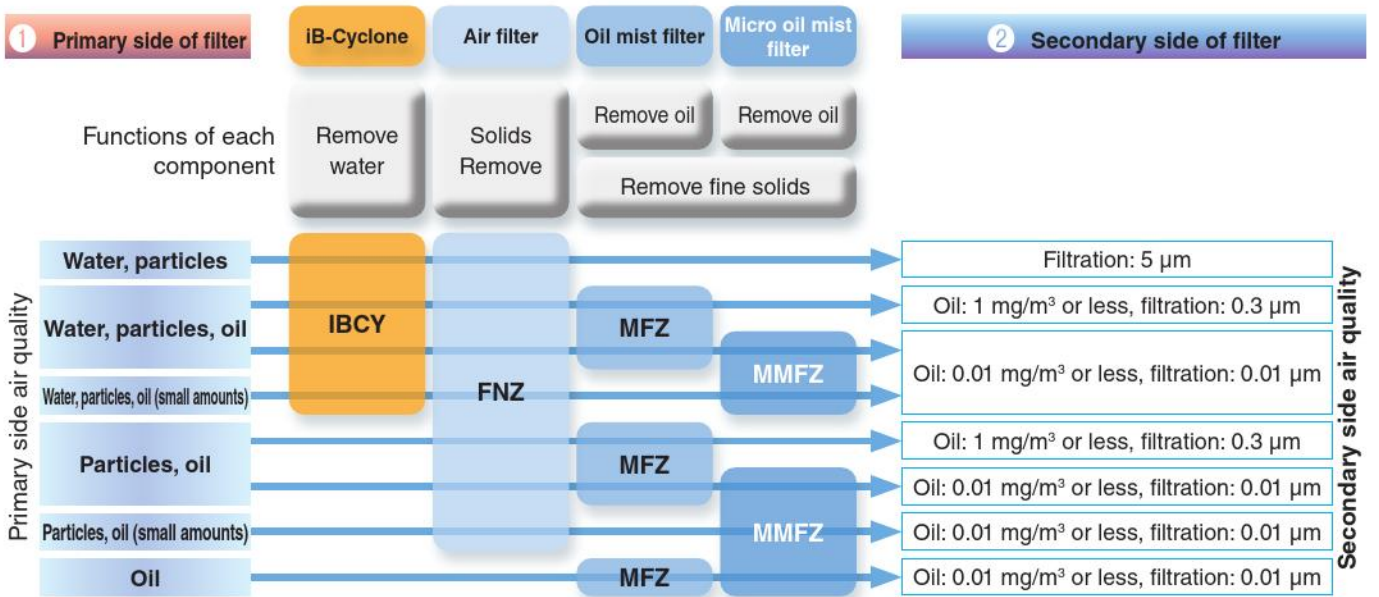 1 Primary side of filter
iB-Cyclone
Air filter
Oil mist filter
Micro oil mist
filter
2 Secondary side of filter
Functions of each
component
Remove
water
Solids
Remove
Remove oil
Remove oil
Remove fine solids
Primary side air quality
Water, particles
Water, particles, oil
Water, particles, oil (small amounts)
Particles, oil
Particles, oil (small amounts)
Oil
IBCY
FNZ
MFZ
MMFZ
MFZ
MMFZ
MFZ
Filtration: 5 µm
Oil: 1 mg/m³ or less, filtration: 0.3 µm
Oil: 0.01 mg/m³ or less, filtration: 0.01 µm
Oil: 1 mg/m³ or less, filtration: 0.3 µm
Oil: 0.01 mg/m³ or less, filtration: 0.01 µm
Oil: 0.01 mg/m³ or less, filtration: 0.01 µm
Oil: 0.01 mg/m³ or less, filtration: 0.01 µm
Secondary side air quality